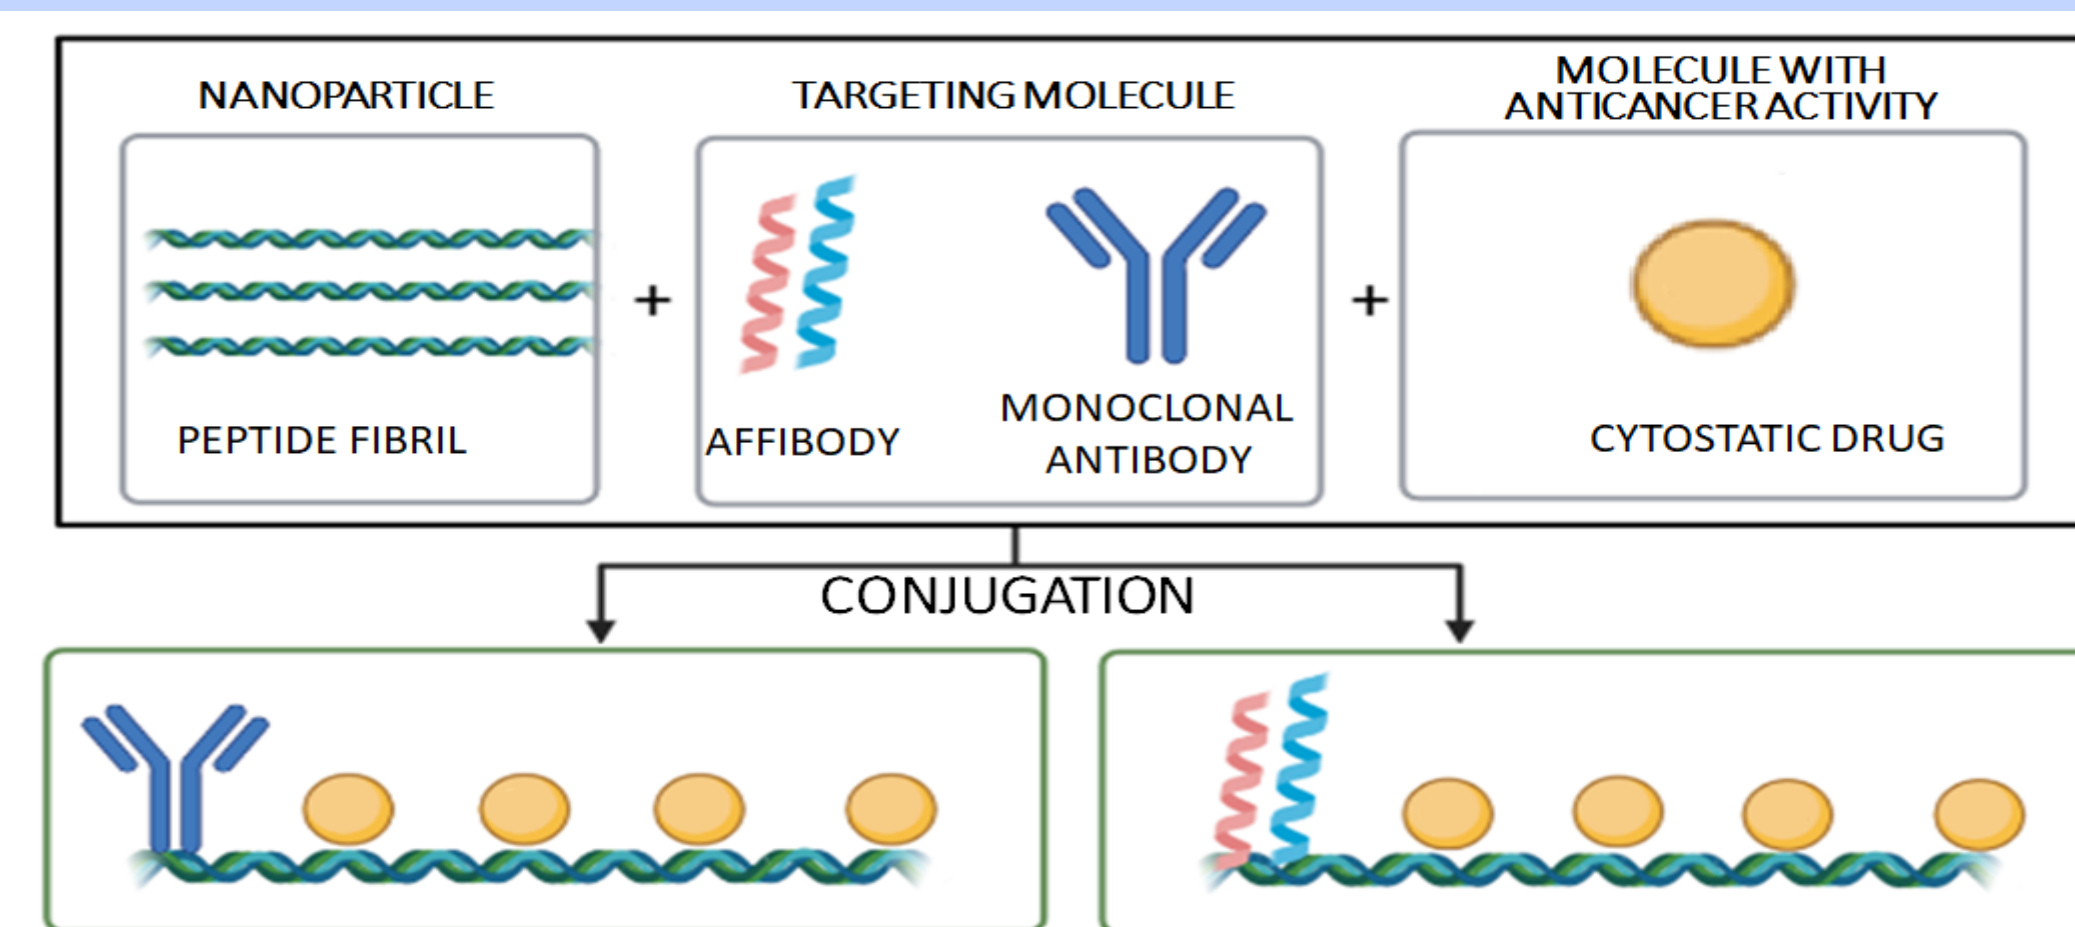 NANOPARTICLE
TARGETING MOLECULE
MOLECULE WITH
ANTICANCER ACTIVITY
+
+
PEPTIDE FIBRIL
AFFIBODY
MONOCLONAL
ANTIBODY
CYTOSTATIC DRUG
CONJUGATION